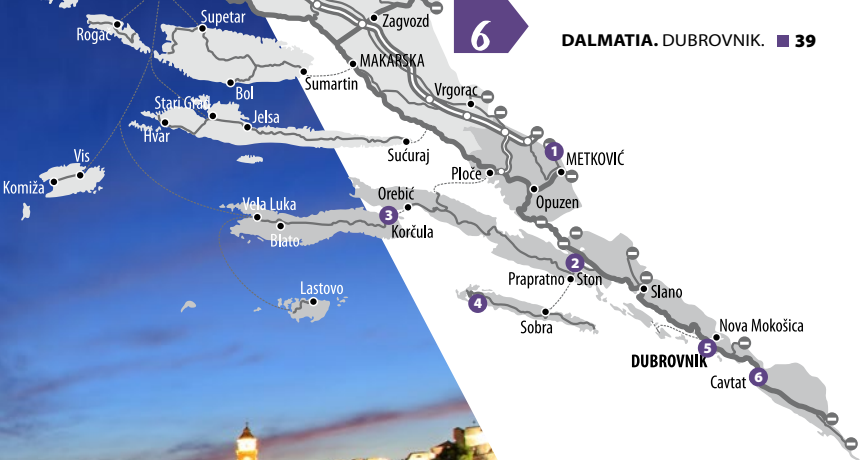 6
DALMATIA. DUBROVNIK. 39
Supetar
Zagvozd
Rogač
MAKARSKA
Sumartin
Bol
Vrgorac
Stari Grad
Jelsa
Hvar
1
METKOVIĆ
Sućuraj
Vis
Komiža
Ploče
Orebić
Opuzen
Vela Luka
3
Korčula
Blato
2
Prapratno
Ston
Lastovo
4
Slano
Sobra
Nova Mokošica
5
DUBROVNIK
Cavtat
6